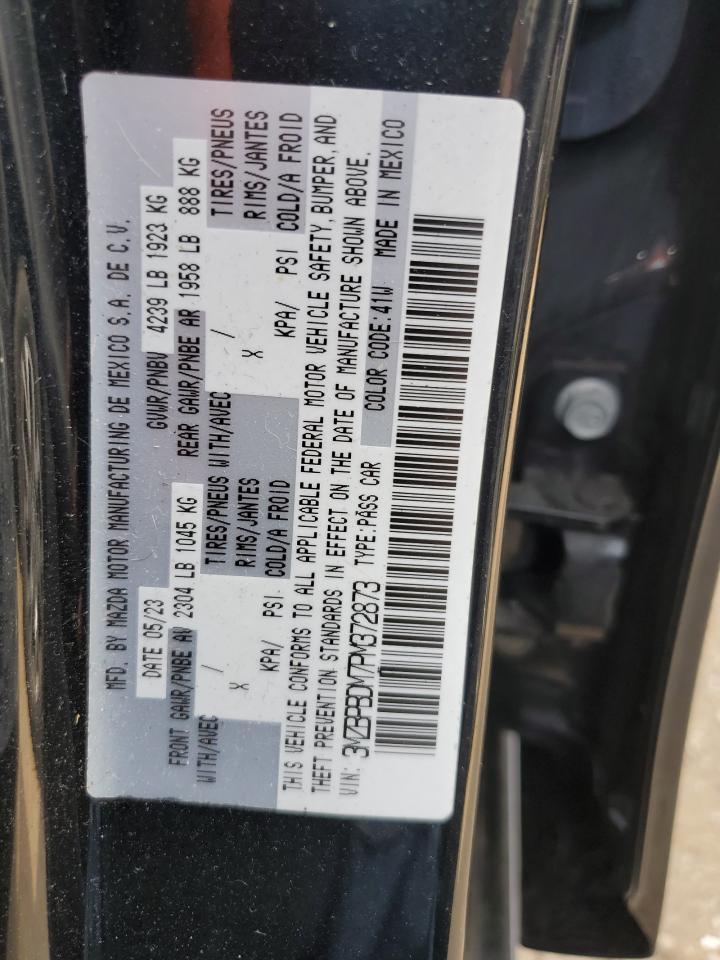 MFD. BY MAZDA MOTOR MANUFACTURING DE MEXICO S.A. DE C.V.
DATE 05/23 GVWR/PNBV 4239 LB 1923 KG
FRONT GAWR/PNBE AV 2304 LB 1045 KG REAR GAWR/PNBE AR 1958 LB 888 KG
WITH/AVEC / TIRES/PNEUS WITH/AVEC / TIRES/PNEUS
X RIMS/JANTES X RIMS/JANTES
KPA/ PSI COLD/A FROID KPA/ PSI COLD/A FROID
THIS VEHICLE CONFORMS TO ALL APPLICABLE FEDERAL MOTOR VEHICLE SAFETY, BUMPER, AND
THEFT PREVENTION STANDARDS IN EFFECT ON THE DATE OF MANUFACTURE SHOWN ABOVE.
VIN: 3MZBPBDM7PM372873 TYPE:PASS CAR COLOR CODE:41W MADE IN MEXICO